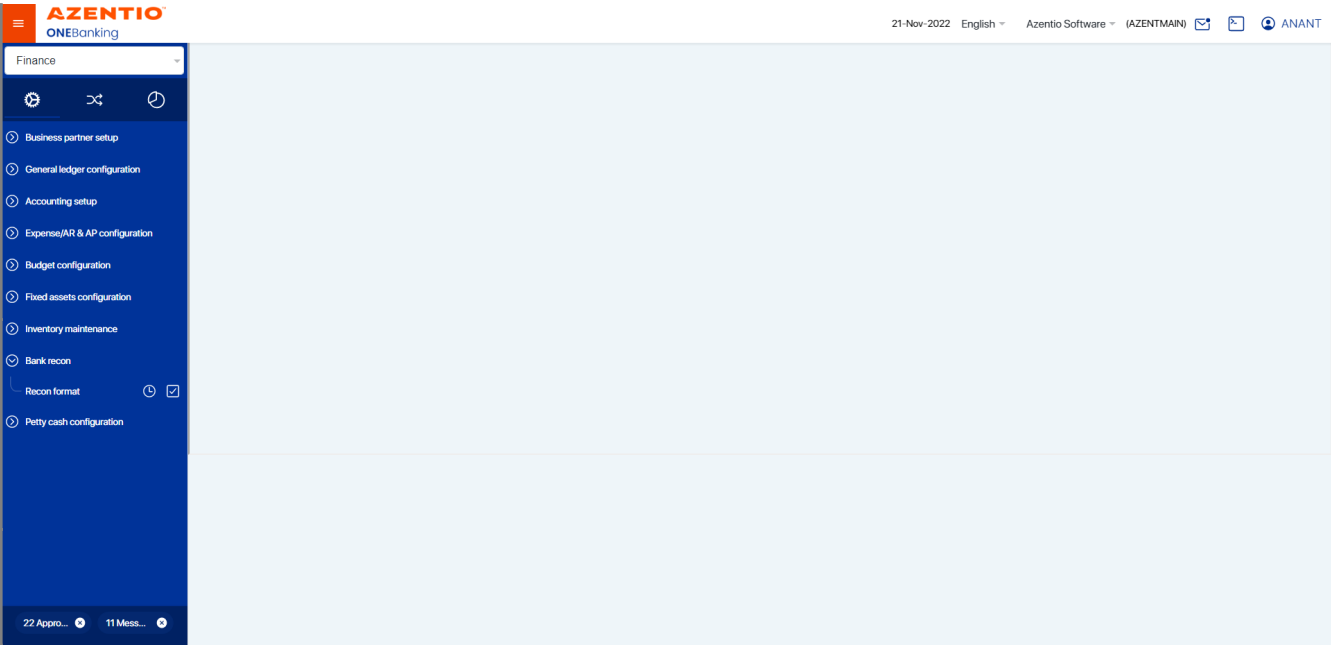 AZENTIO™
ONEBanking
21-Nov-2022 English Azentio Software (AZENTMAIN) ANANT
Finance
Business partner setup
General ledger configuration
Accounting setup
Expense/AR & AP configuration
Budget configuration
Fixed assets configuration
Inventory maintenance
Bank recon
Recon format
Petty cash configuration
22 Appro... 11 Mess...